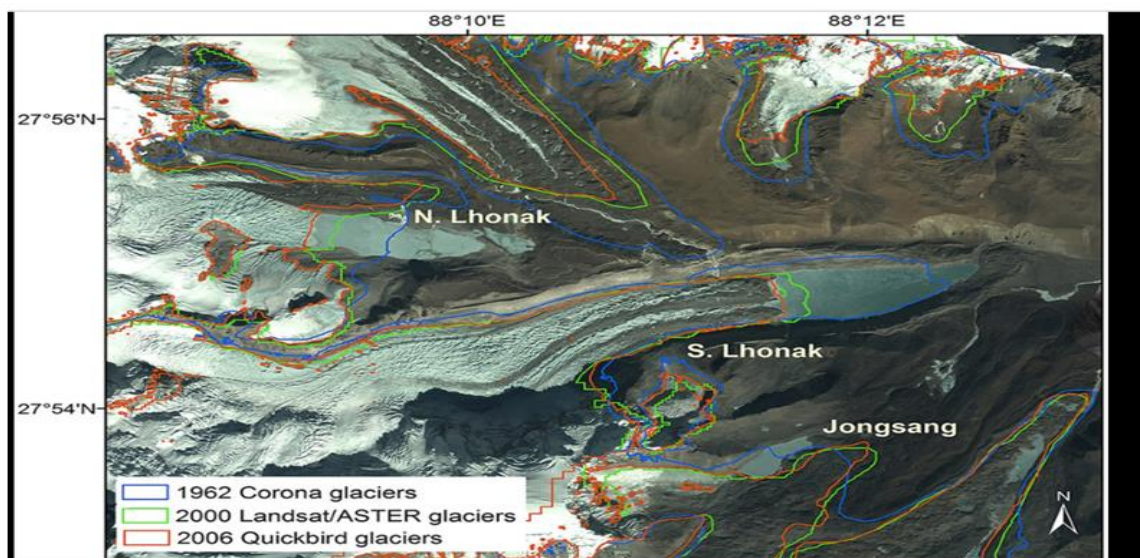 88°10'E
88°12'E
27°56'N
N. Lhonak
S. Lhonak
27°54'N
Jongsang
1962 Corona glaciers
2000 Landsat/ASTER glaciers
2006 Quickbird glaciers
N